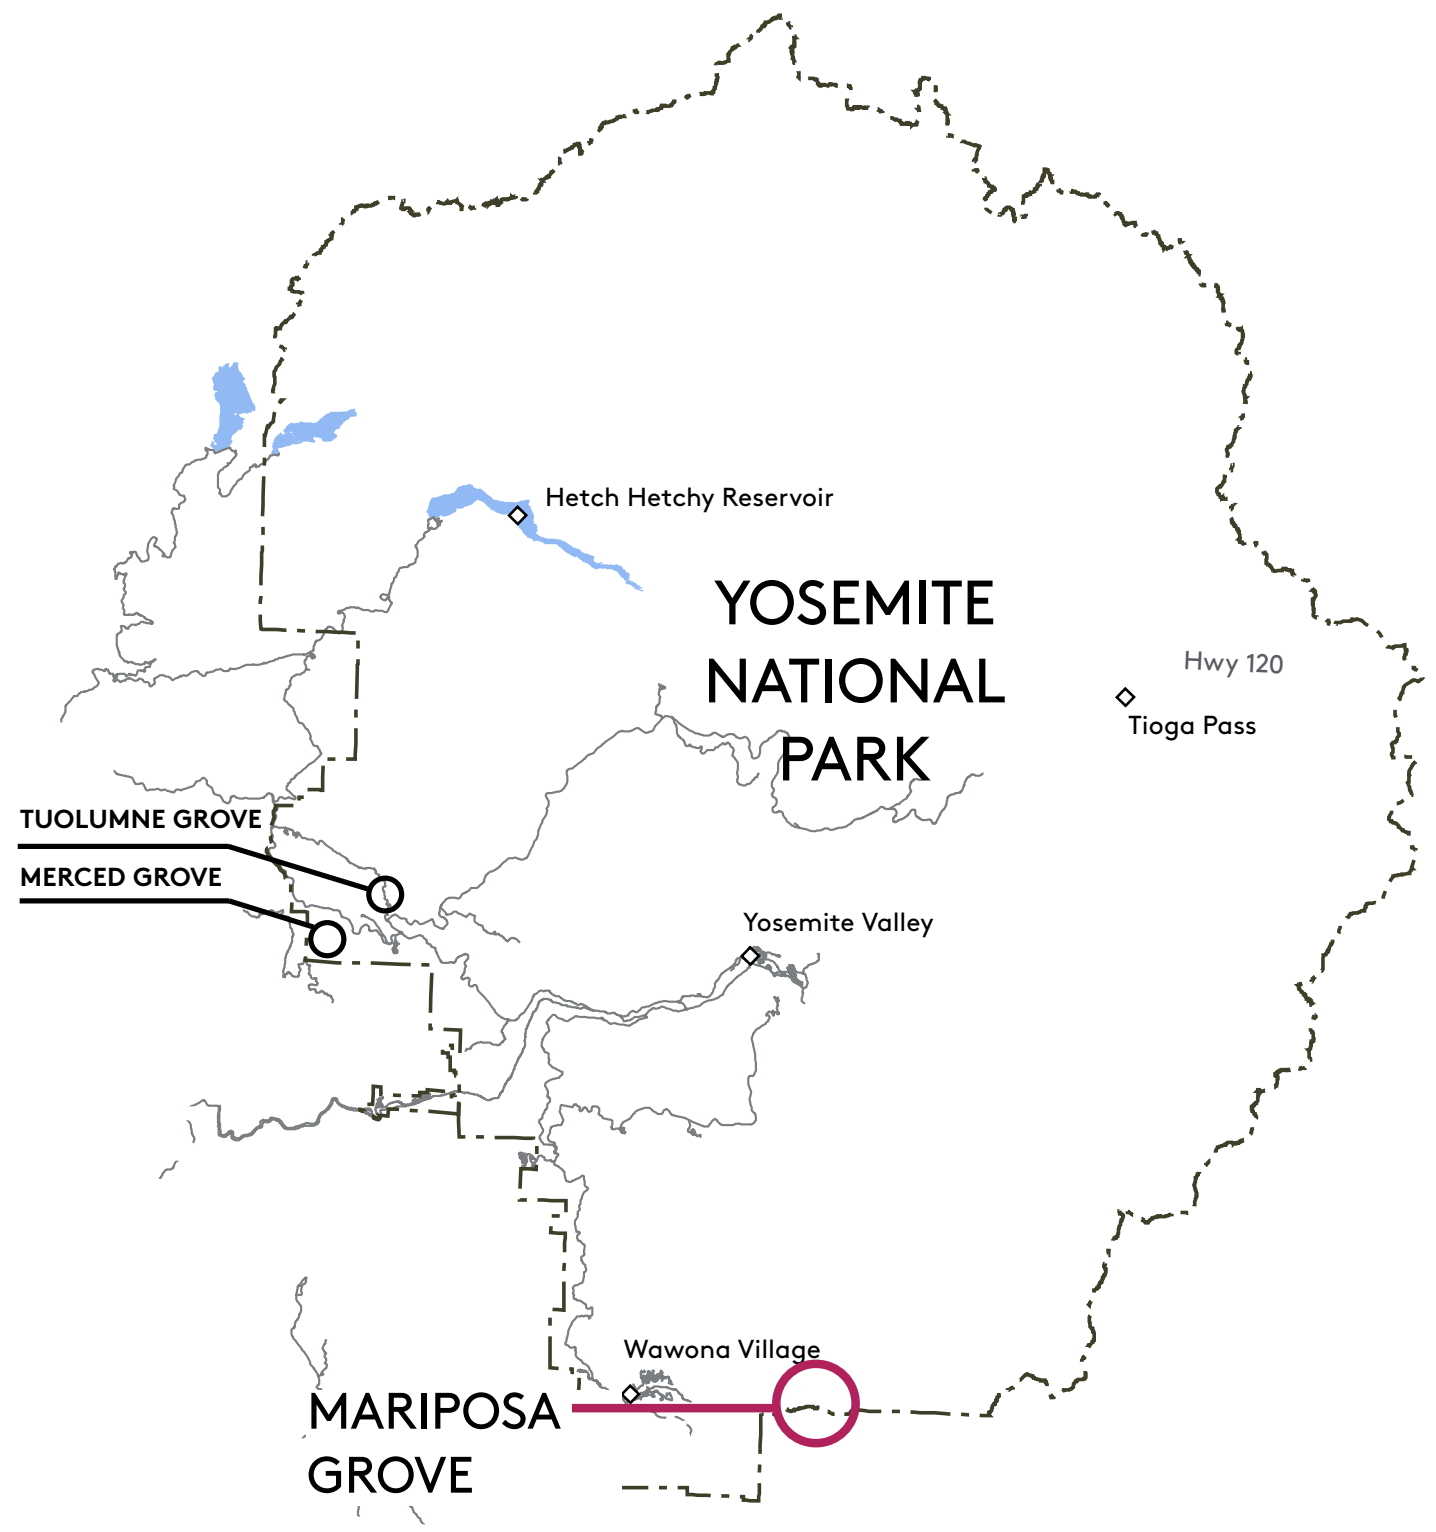 Hetch Hetchy Reservoir
YOSEMITE
NATIONAL
PARK
Hwy 120
Tioga Pass
TUOLUMNE GROVE
MERCED GROVE
Yosemite Valley
Wawona Village
MARIPOSA
GROVE